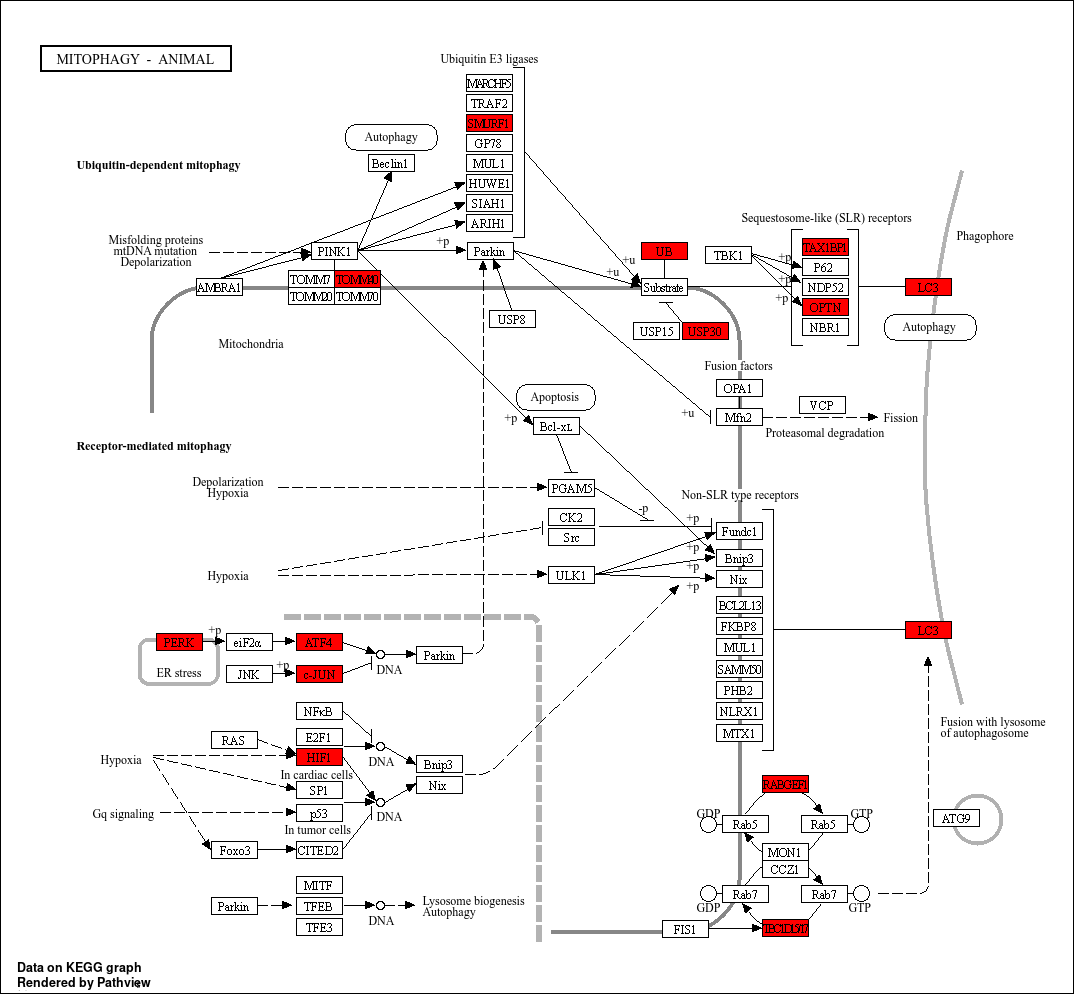 MITOPHAGY - ANIMAL
Ubiquitin E3 ligases
MARCHF5
TRAF2
SMURF1
GP78
MUL1
HUWE1
SIAH1
ARIH1
Autophagy
Beclin1
Ubiquitin-dependent mitophagy
Misfolding proteins
mtDNA mutation
Depolarization
PINK1
+p
Parkin
AMBRA1
TOMM7
TOMM40
TOMM20
TOMM70
Mitochondria
USP8
+u
+u
UB
Substrate
USP15
USP30
Sequestosome-like (SLR) receptors
TBK1
+p
+p
+p
TAX1BP1
P62
NDP52
OPTN
NBR1
Phagophore
LC3
Autophagy
Fusion factors
OPA1
Mfn2
+u
VCP
Fission
Proteasomal degradation
Apoptosis
+p
Bcl-xL
Receptor-mediated mitophagy
Depolarization
Hypoxia
PGAM5
-p
CK2
Src
Hypoxia
ULK1
Non-SLR type receptors
+p
+p
+p
+p
Fundc1
Bnip3
Nix
BCL2L13
FKBP8
MUL1
SAMM50
PHB2
NLRX1
MTX1
LC3
PERK
+p
eiF2α
ATF4
ER stress
JNK
+p
c-JUN
DNA
Parkin
NFκB
RAS
E2F1
HIF1
DNA
Bnip3
Nix
Hypoxia
In cardiac cells
SP1
Gq signaling
p53
DNA
In tumor cells
Foxo3
CITED2
MITF
Parkin
TFEB
TFE3
DNA
Lysosome biogenesis
Autophagy
Fusion with lysosome
of autophagosome
RABGEF1
GDP
Rab5
Rab5
GTP
MON1
CCZ1
GDP
Rab7
Rab7
GTP
FIS1
TBC1D15/17
ATG9
Data on KEGG graph
Rendered by Pathview